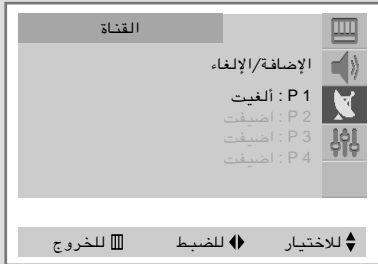 القناة
الإضافة/الإلغاء
P 1 : ألغيت
P 2 : اضيفت
P 3 : اضيفت
P 4 : اضيفت
للاختيار للضبط للخروج